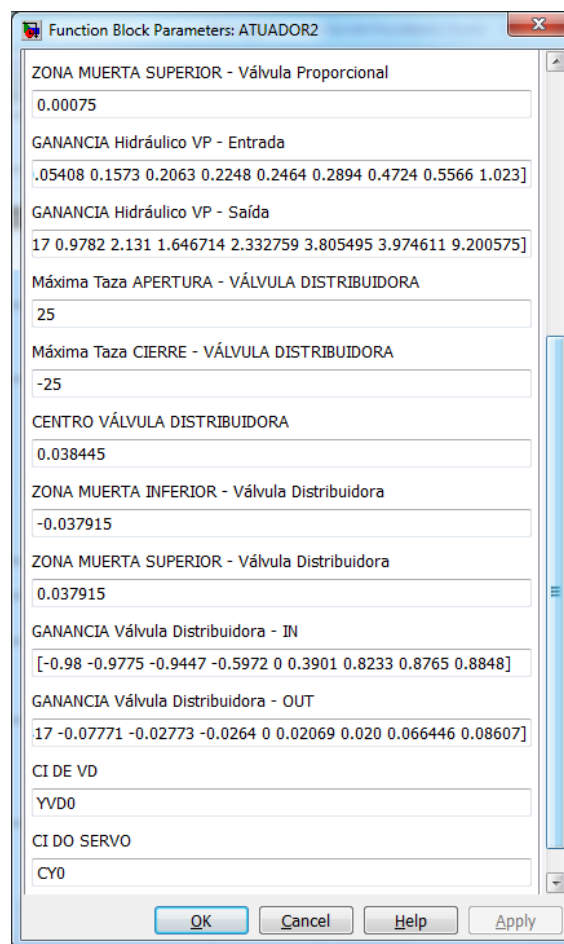 Function Block Parameters: ATUADOR2
ZONA MUERTA SUPERIOR - Válvula Proporcional
0.00075
GANANCIA Hidráulico VP - Entrada
.05408 0.1573 0.2063 0.2248 0.2464 0.2894 0.4724 0.5566 1.023]
GANANCIA Hidráulico VP - Saída
17 0.9782 2.131 1.646714 2.332759 3.805495 3.974611 9.200575]
Máxima Taza APERTURA - VÁLVULA DISTRIBUIDORA
25
Máxima Taza CIERRE - VÁLVULA DISTRIBUIDORA
-25
CENTRO VÁLVULA DISTRIBUIDORA
0.038445
ZONA MUERTA INFERIOR - Válvula Distribuidora
-0.037915
ZONA MUERTA SUPERIOR - Válvula Distribuidora
0.037915
GANANCIA Válvula Distribuidora - IN
[-0.98 -0.9775 -0.9447 -0.5972 0 0.3901 0.8233 0.8765 0.8848]
GANANCIA Válvula Distribuidora - OUT
17 -0.07771 -0.02773 -0.0264 0 0.02069 0.020 0.066446 0.08607]
CI DE VD
YVD0
CI DO SERVO
CY0
OK Cancel Help Apply